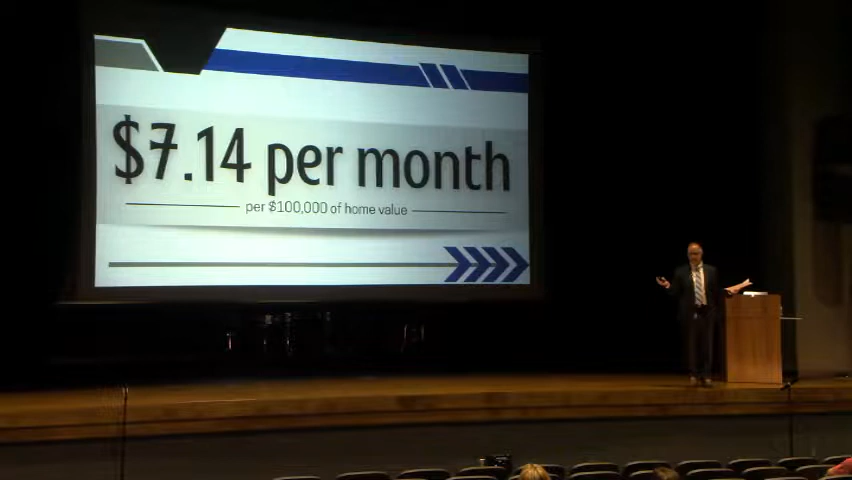 $7.14 per month
per $100,000 of home value